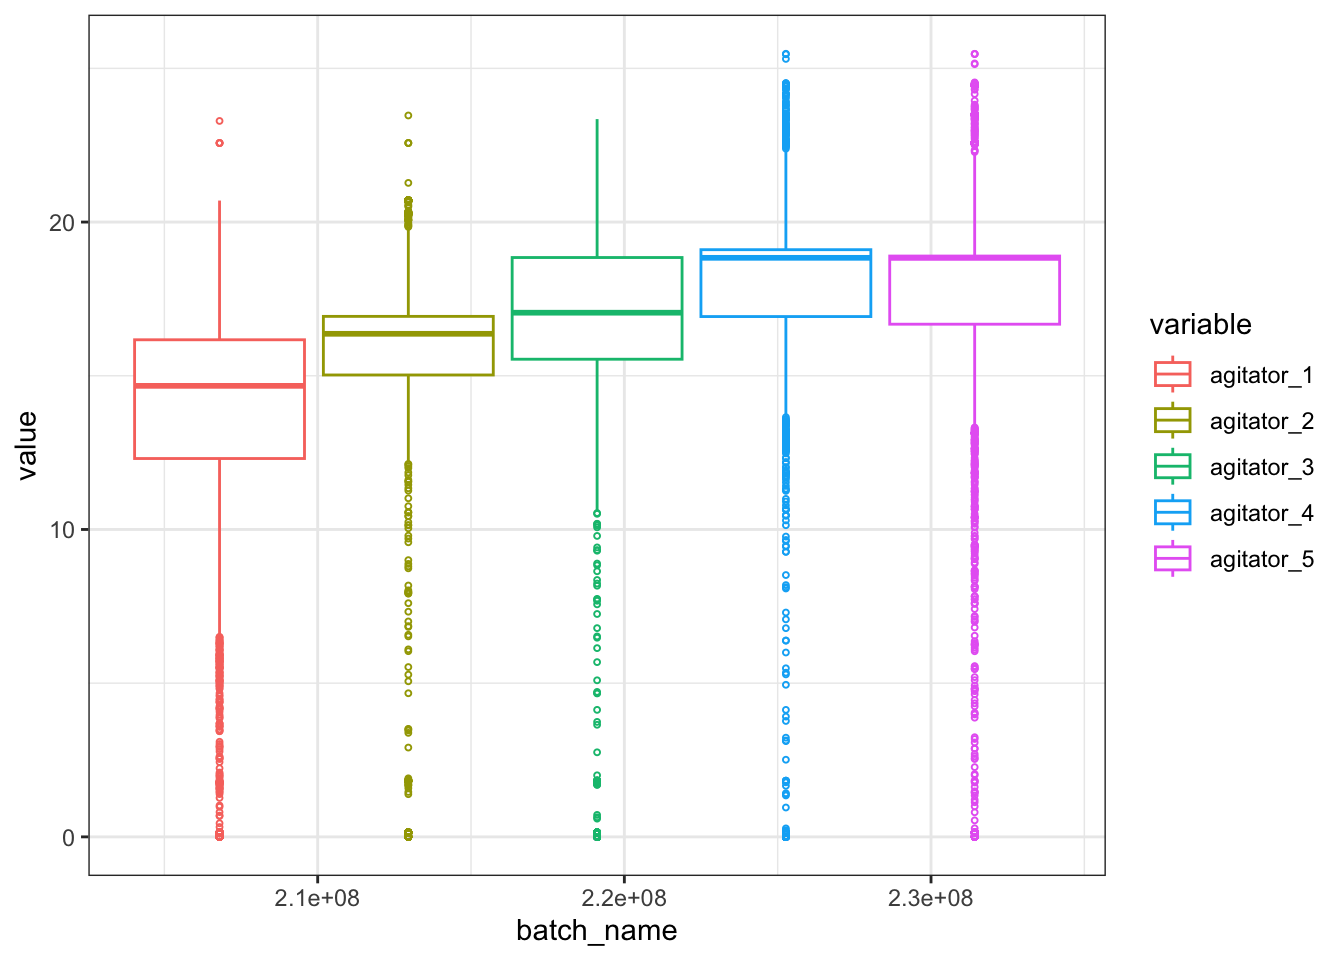 value
20
10
0
2.1e+08
2.2e+08
2.3e+08
batch_name
variable
agitator_1
agitator_2
agitator_3
agitator_4
agitator_5